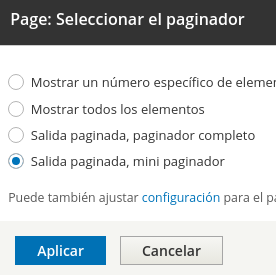 Page: Seleccionar el paginador
Mostrar un número específico de
Mostrar todos los elementos
Salida paginada, paginador completo
Salida paginada, mini paginador
Puede también ajustar configuración para el
Aplicar
Cancelar